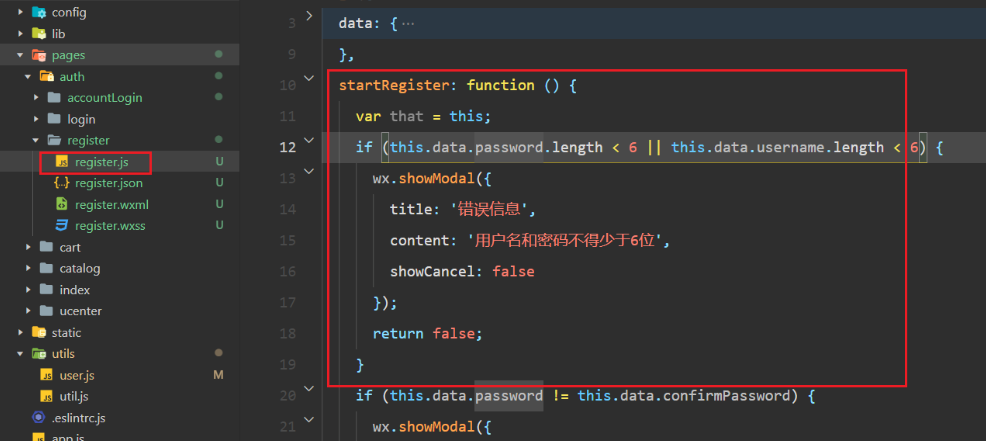 config
lib
pages
auth
accountLogin
login
register
register.js
register.json U
register.wxml U
register.wxss U
cart
catalog
index
ucenter
static
utils
user.js M
util.js
.eslintrc.js
app.js
3 data: { ···
9 },
10 startRegister: function () {
11 var that = this;
12 if (this.data.password.length < 6 || this.data.username.length < 6) {
13 wx.showModal({
14 title: '错误信息',
15 content: '用户名和密码不得少于6位',
16 showCancel: false
17 });
18 return false;
19 }
20 if (this.data.password != this.data.confirmPassword) {
21 wx.showModal({